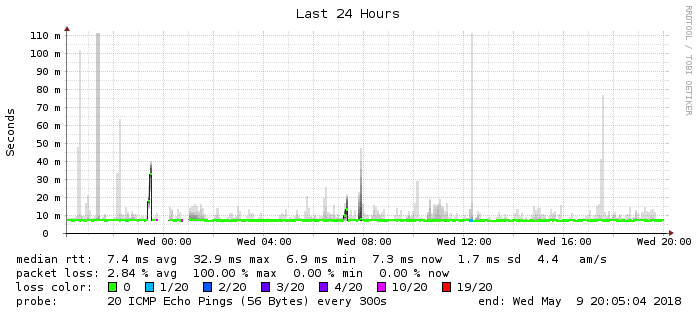 Last 24 Hours
RRDTOOL / TOBI OETIKER
Seconds
110 m
100 m
90 m
80 m
70 m
60 m
50 m
40 m
30 m
20 m
10 m
0
Wed 00:00 Wed 04:00 Wed 08:00 Wed 12:00 Wed 16:00 Wed 20:00
median rtt: 7.4 ms avg 32.9 ms max 6.9 ms min 7.3 ms now 1.7 ms sd 4.4 am/s
packet loss: 2.84 % avg 100.00 % max 0.00 % min 0.00 % now
loss color: 0 1/20 2/20 3/20 4/20 10/20 19/20
probe: 20 ICMP Echo Pings (56 Bytes) every 300s end: Wed May 9 20:05:04 2018